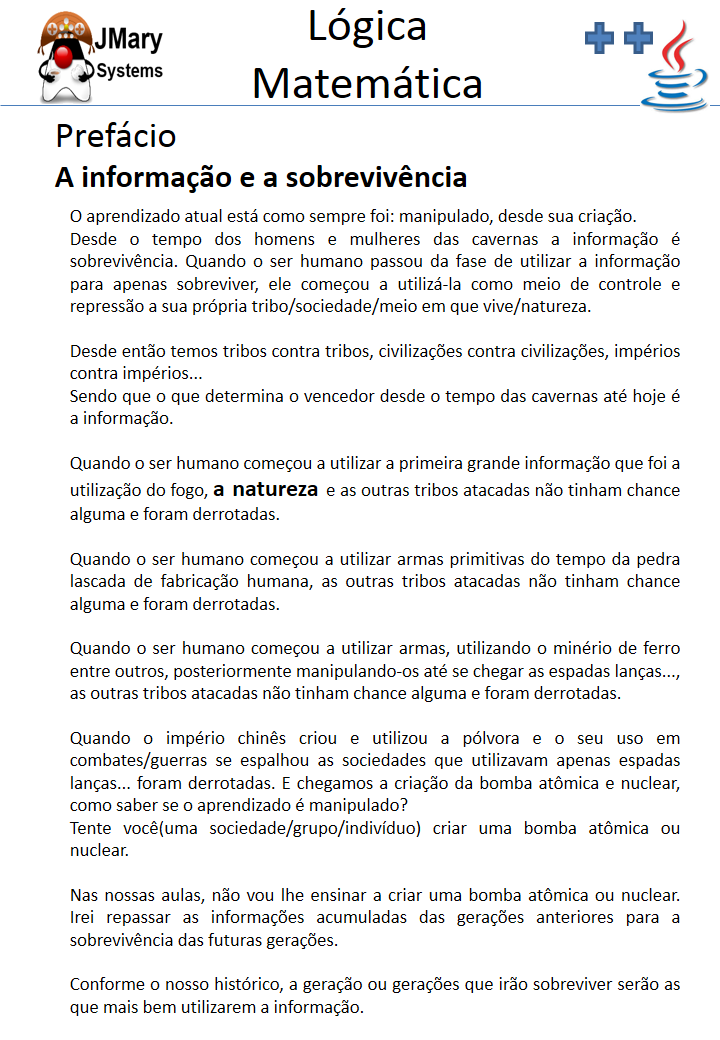 JMary
Systems
Lógica
Matemática
Prefácio
A informação e a sobrevivência
O aprendizado atual está como sempre foi: manipulado, desde sua criação.
Desde o tempo dos homens e mulheres das cavernas a informação é
sobrevivência. Quando o ser humano passou da fase de utilizar a informação
para apenas sobreviver, ele começou a utilizá-la como meio de controle e
repressão a sua própria tribo/sociedade/meio em que vive/natureza.
Desde então temos tribos contra tribos, civilizações contra civilizações, impérios
contra impérios...
Sendo que o que determina o vencedor desde o tempo das cavernas até hoje é
a informação.
Quando o ser humano começou a utilizar a primeira grande informação que foi a
utilização do fogo, a natureza e as outras tribos atacadas não tinham chance
alguma e foram derrotadas.
Quando o ser humano começou a utilizar armas primitivas do tempo da pedra
lascada de fabricação humana, as outras tribos atacadas não tinham chance
alguma e foram derrotadas.
Quando o ser humano começou a utilizar armas, utilizando o minério de ferro
entre outros, posteriormente manipulando-os até se chegar as espadas lanças...,
as outras tribos atacadas não tinham chance alguma e foram derrotadas.
Quando o império chinês criou e utilizou a pólvora e o seu uso em
combates/guerras se espalhou as sociedades que utilizavam apenas espadas
lanças... foram derrotadas. E chegamos a criação da bomba atômica e nuclear,
como saber se o aprendizado é manipulado?
Tente você(uma sociedade/grupo/indivíduo) criar uma bomba atômica ou
nuclear.
Nas nossas aulas, não vou lhe ensinar a criar uma bomba atômica ou nuclear.
Irei repassar as informações acumuladas das gerações anteriores para a
sobrevivência das futuras gerações.
Conforme o nosso histórico, a geração ou gerações que irão sobreviver serão as
que mais bem utilizarem a informação.